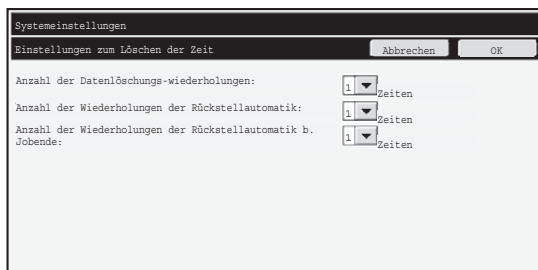 Systemeinstellungen
Einstellungen zum Löschen der Zeit Abbrechen OK
Anzahl der Datenlöschungs-wiederholungen: 1 Zeiten
Anzahl der Wiederholungen der Rückstellautomatik: 1 Zeiten
Anzahl der Wiederholungen der Rückstellautomatik b.
Jobende: 1 Zeiten